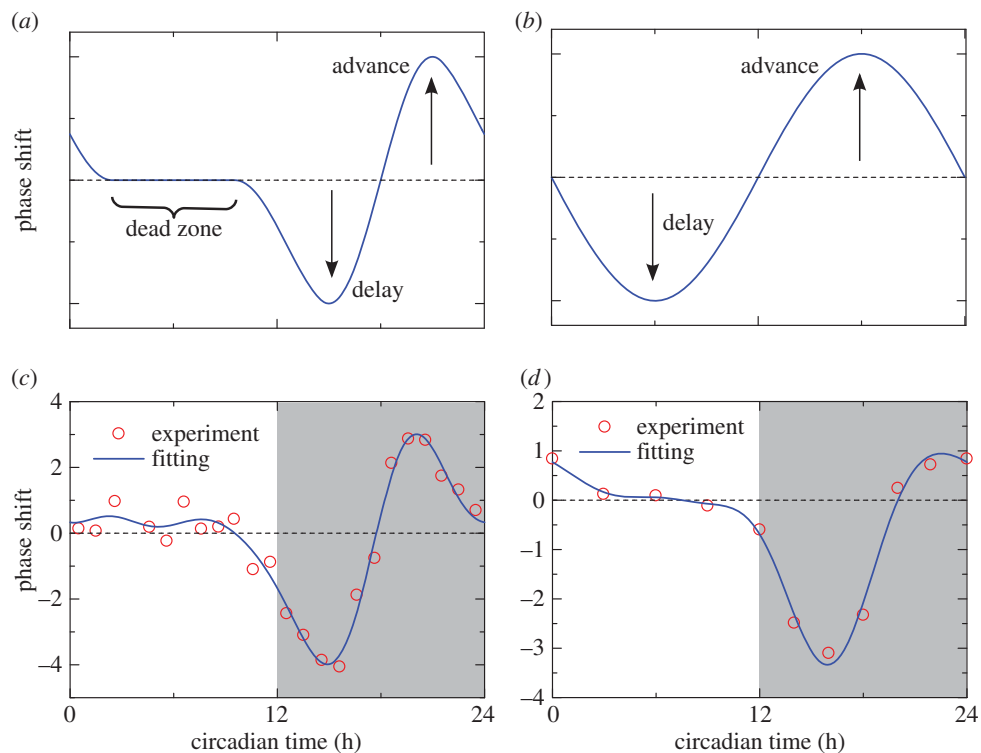 (a)
advance
dead zone
delay
phase shift
(b)
advance
delay
(c)
4
2
0
−2
−4
experiment
fitting
phase shift
0
12
24
circadian time (h)
(d)
2
1
0
−1
−2
−3
−4
experiment
fitting
0
12
24
circadian time (h)